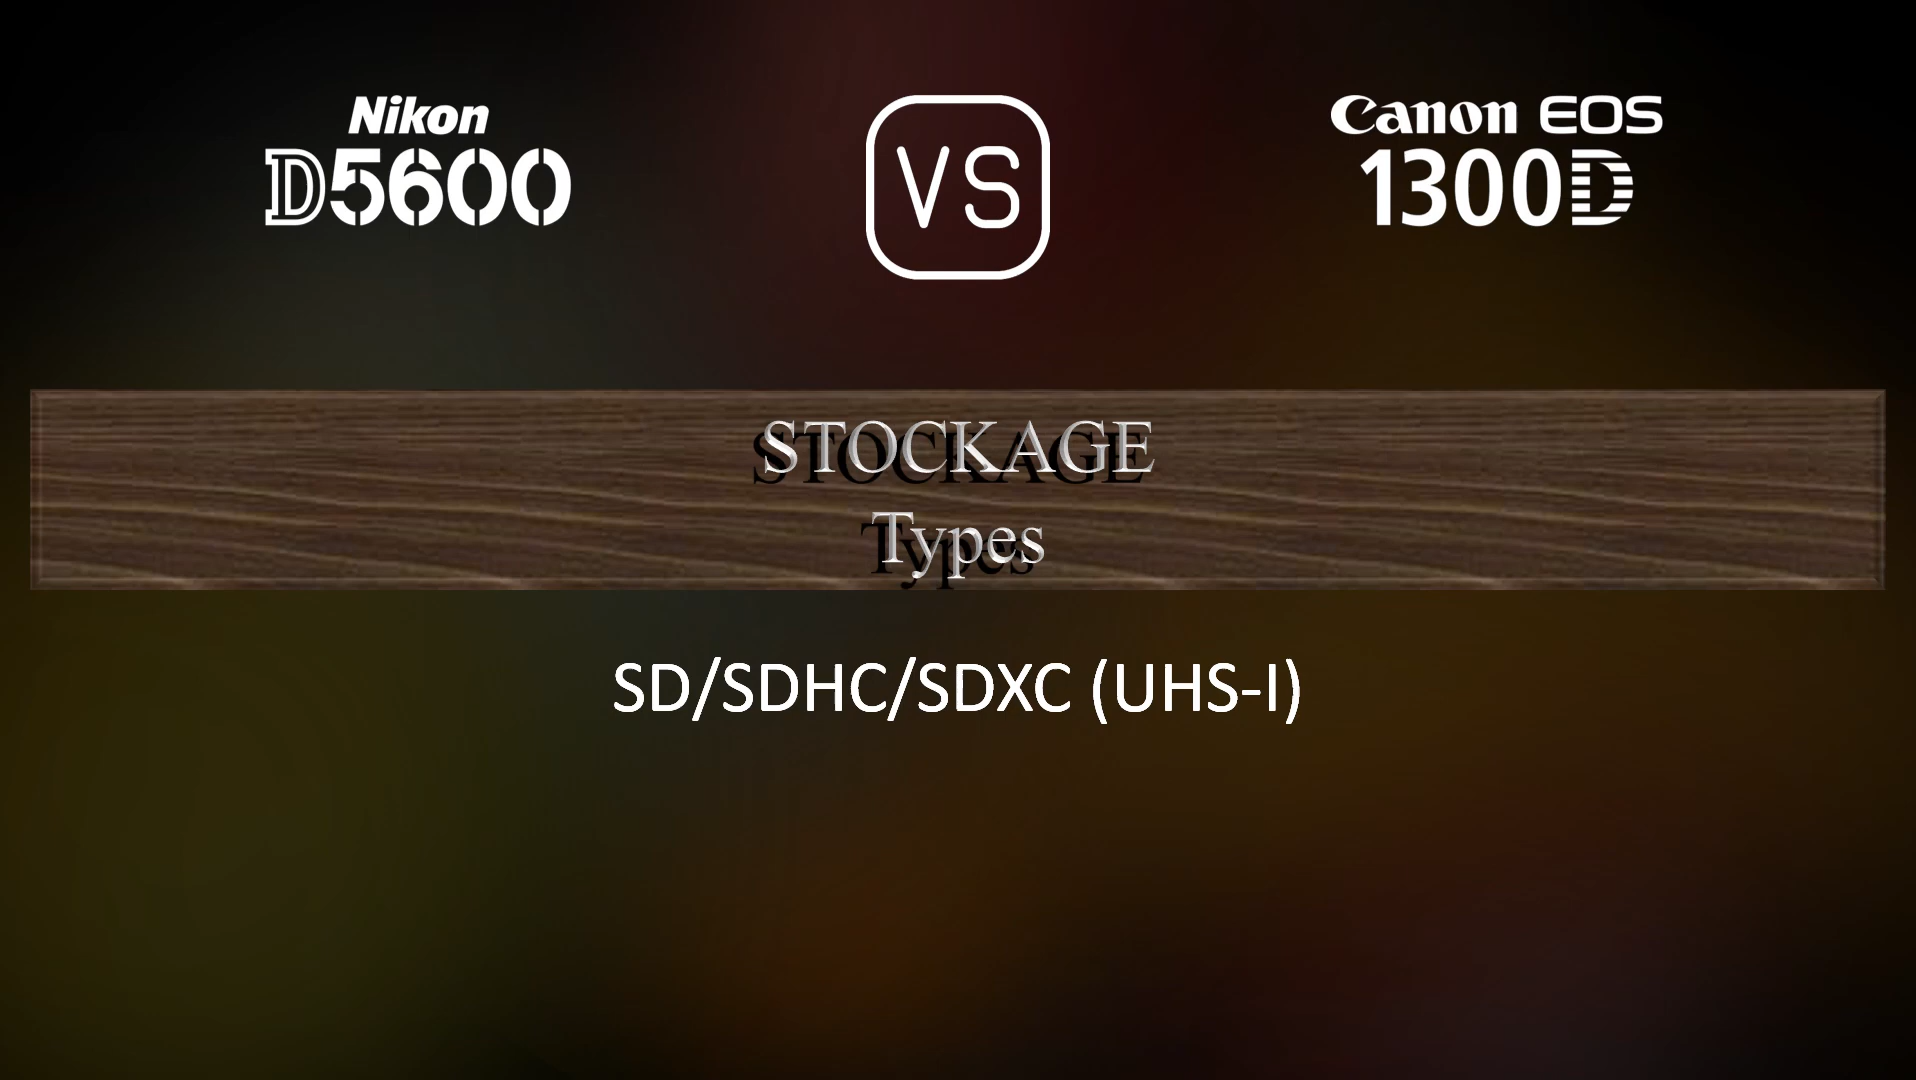 Nikon
D5600
VS
Canon EOS
1300D
STOCKAGE
Types
SD/SDHC/SDXC (UHS-I)